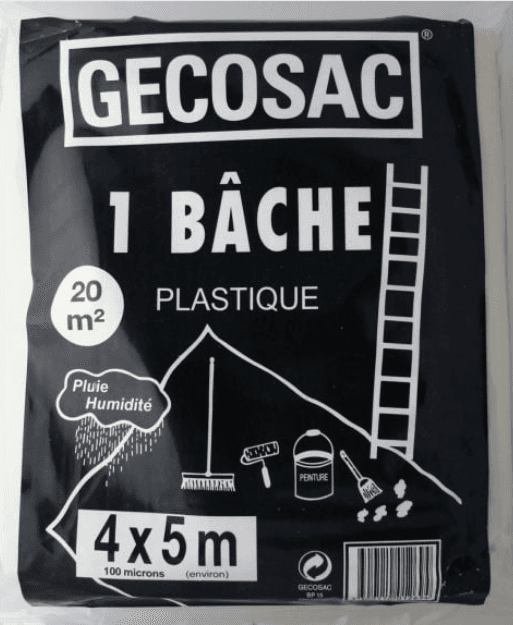 GECOSAC®
1 BÂCHE
PLASTIQUE
20
m²
Pluie
Humidité
PEINTURE
4x5m
100 microns (environ)
GECOSAC